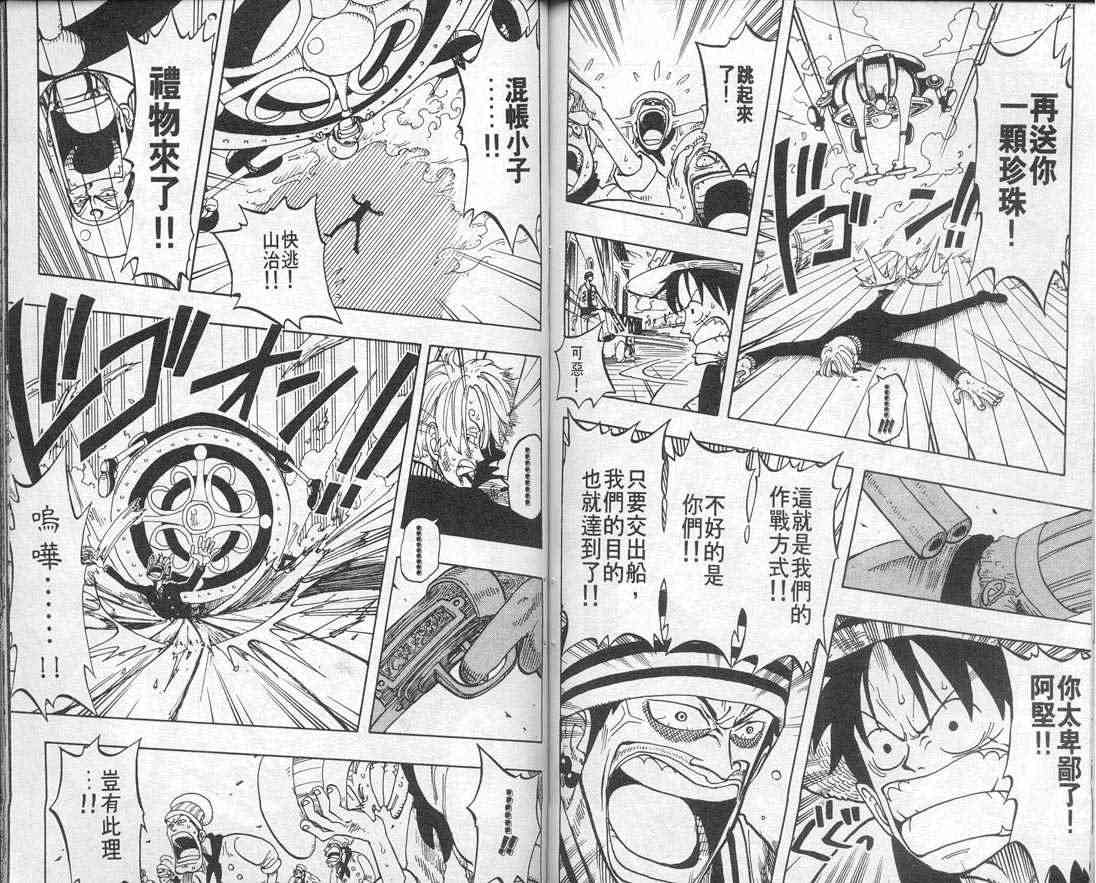 再送你
一顆珍珠！
ドゴォン
‥‥‥‥!!!
跳起來
了！
可惡！
這就是我們的
作戰方式!!
不好的是
你們!!
只要交出船，
我們的目的
也就達到了!!
你太卑鄙了！
阿堅!!
混帳小子
‥‥‥!!
快逃！
山治!!
禮物來了!!
‥‥‥‥
‥‥‥‥
ドゴオン!!
嗚嘩‥‥‥‥!!
‥‥‥‥!!
豈有此理
‥‥!!